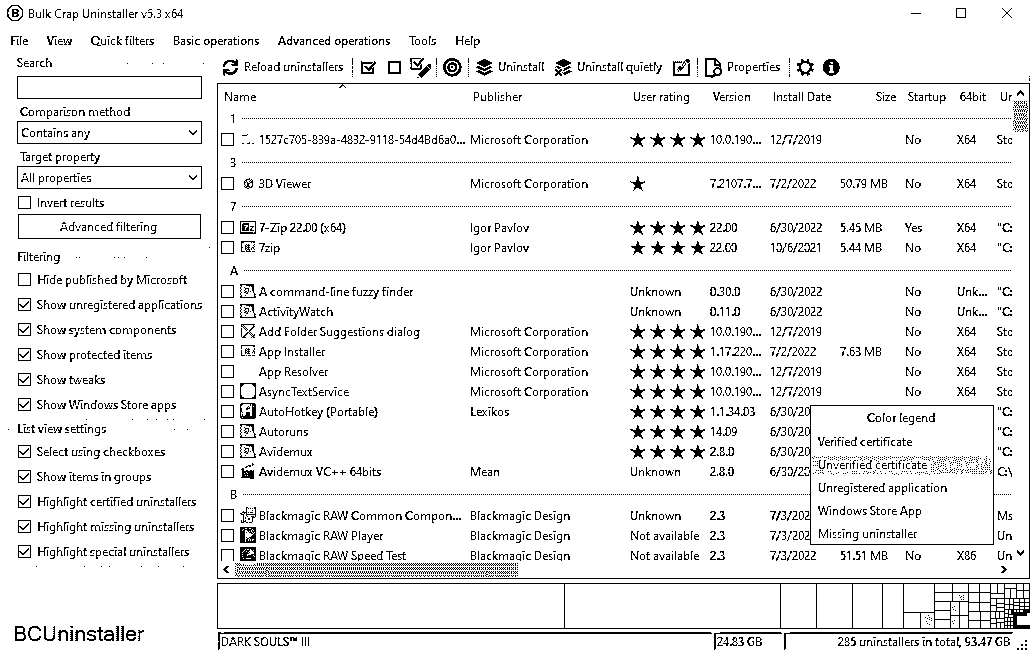 Bulk Crap Uninstaller v5.3 x64
File View Quick filters Basic operations Advanced operations Tools Help
Search
Comparison method
Contains any
Target property
All properties
Invert results
Advanced filtering
Filtering
Hide published by Microsoft
Show unregistered applications
Show system components
Show protected items
Show tweaks
Show Windows Store apps
List view settings
Select using checkboxes
Show items in groups
Highlight certified uninstallers
Highlight missing uninstallers
Highlight special uninstallers
BCUninstaller
Reload uninstallers Uninstall Uninstall quietly Properties
Name Publisher User rating Version Install Date Size Startup 64bit Ur
1
1527c705-839a-4832-9118-54d4Bd6a0... Microsoft Corporation 10.0.190... 12/7/2019 No X64 Stc
3
3D Viewer Microsoft Corporation 7.2107.7... 7/2/2022 50.79 MB No X64 Stc
7
7-Zip 22.00 (x64) Igor Pavlov 22.00 6/30/2022 5.45 MB Yes X64 "C:
7zip Igor Pavlov 22.00 10/6/2021 5.44 MB No X64 "C:
A
A command-line fuzzy finder Unknown 0.30.0 6/30/2022 No Unk... "C:
ActivityWatch Unknown 0.11.0 6/30/2022 No Unk... "C:
Add Folder Suggestions dialog Microsoft Corporation 10.0.190... 12/7/2019 No X64 Stc
App Installer Microsoft Corporation 1.17.220... 7/2/2022 7.63 MB No X64 Stc
App Resolver Microsoft Corporation 10.0.190... 12/7/2019 No X64 Stc
AsyncTextService Microsoft Corporation 10.0.190... 12/7/2019 No X64 Stc
AutoHotkey (Portable) Lexikos 1.1.34.03 6/30/20 "C:
Autoruns 14.09 6/30/20 "C:
Avidemux 2.8.0 6/30/20 "C:
Avidemux VC++ 64bits Mean Unknown 2.8.0 6/30/20 C:\
B
Blackmagic RAW Common Compon... Blackmagic Design Unknown 2.3 7/3/202 Ms
Blackmagic RAW Player Blackmagic Design Not available 2.3 7/3/202 Un
Blackmagic RAW Speed Test Blackmagic Design Not available 2.3 7/3/2022 51.51 MB No X86 Un
Color legend
Verified certificate
Unverified certificate
Unregistered application
Windows Store App
Missing uninstaller
DARK SOULS™ III 24.83 GB 285 uninstallers in total, 93.47 GB